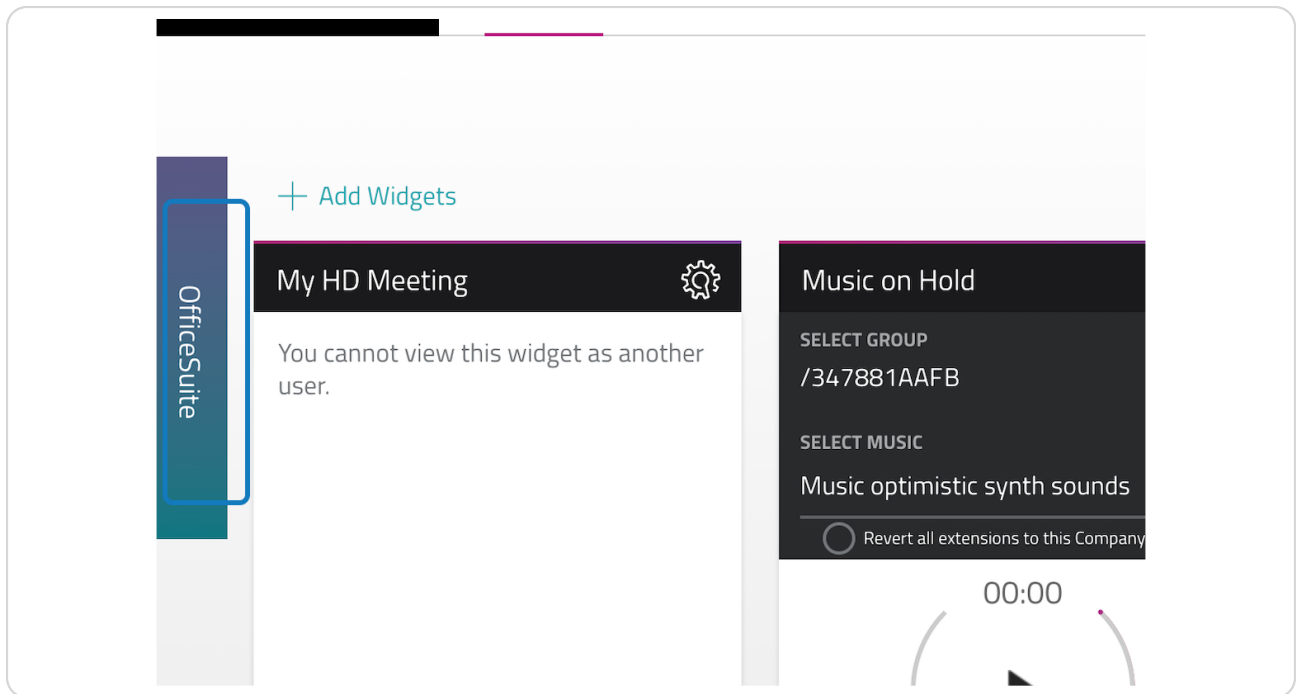 Add Widgets
OfficeSuite
My HD Meeting
You cannot view this widget as another
user.
Music on Hold
SELECT GROUP
/347881AAFB
SELECT MUSIC
Music optimistic synth sounds
Revert all extensions to this Company
00:00